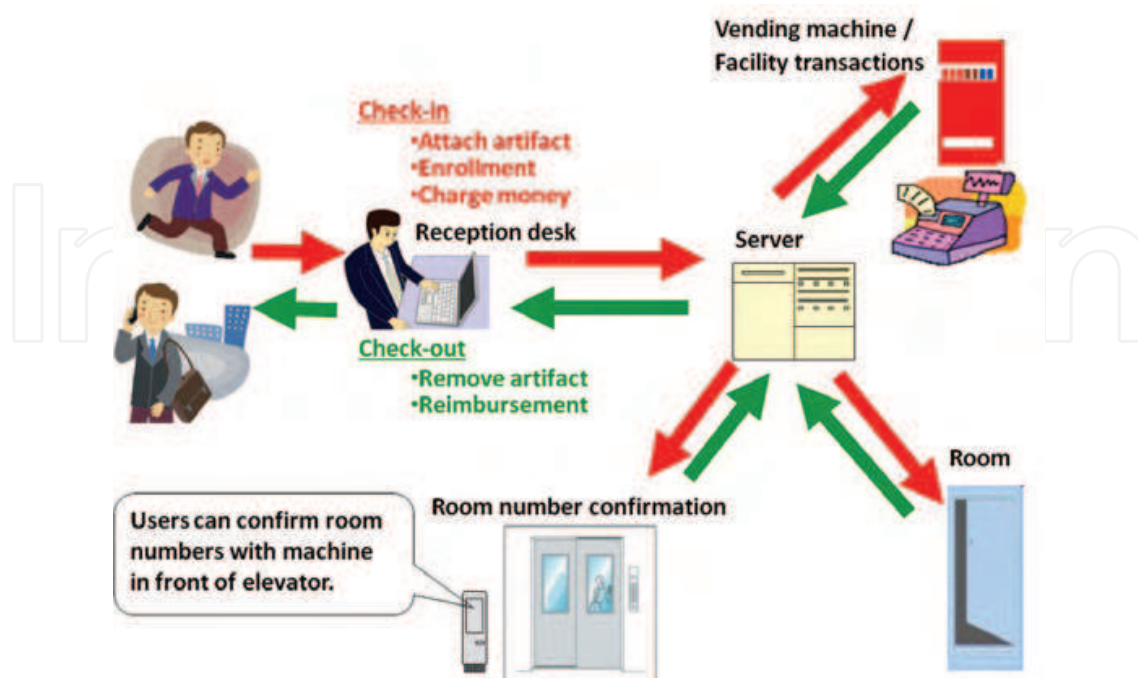 Vending machine /
Facility transactions
Check-in
•Attach artifact
•Enrollment
•Charge money
Reception desk
Server
Check-out
•Remove artifact
•Reimbursement
Room
Room number confirmation
Users can confirm room
numbers with machine
in front of elevator.